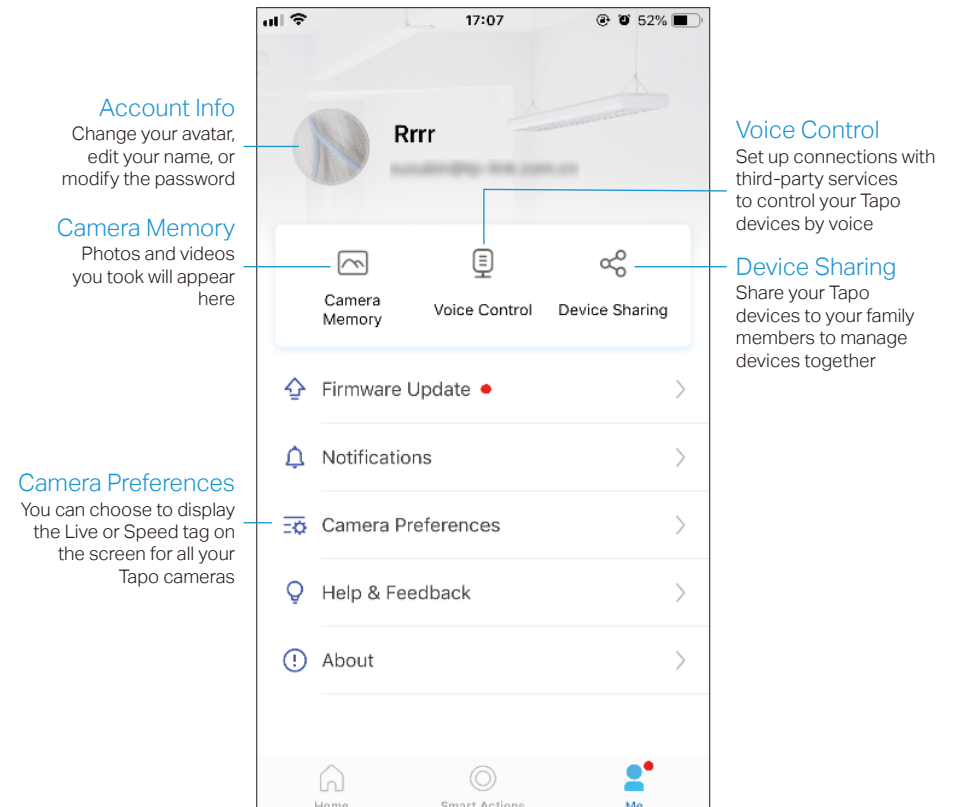 17:07
52%
Account Info
Change your avatar,
edit your name, or
modify the password
Rrrr
Voice Control
Set up connections with
third-party services
to control your Tapo
devices by voice
Camera Memory
Photos and videos
you took will appear
here
Device Sharing
Share your Tapo
devices to your family
members to manage
devices together
Camera
Memory
Voice Control
Device Sharing
Firmware Update
Notifications
Camera Preferences
You can choose to display
the Live or Speed tag on
the screen for all your
Tapo cameras
Camera Preferences
Help & Feedback
About
Home
Smart Actions
Me